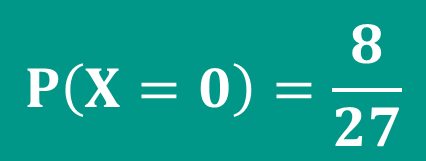 P(X = 0) = 8/27